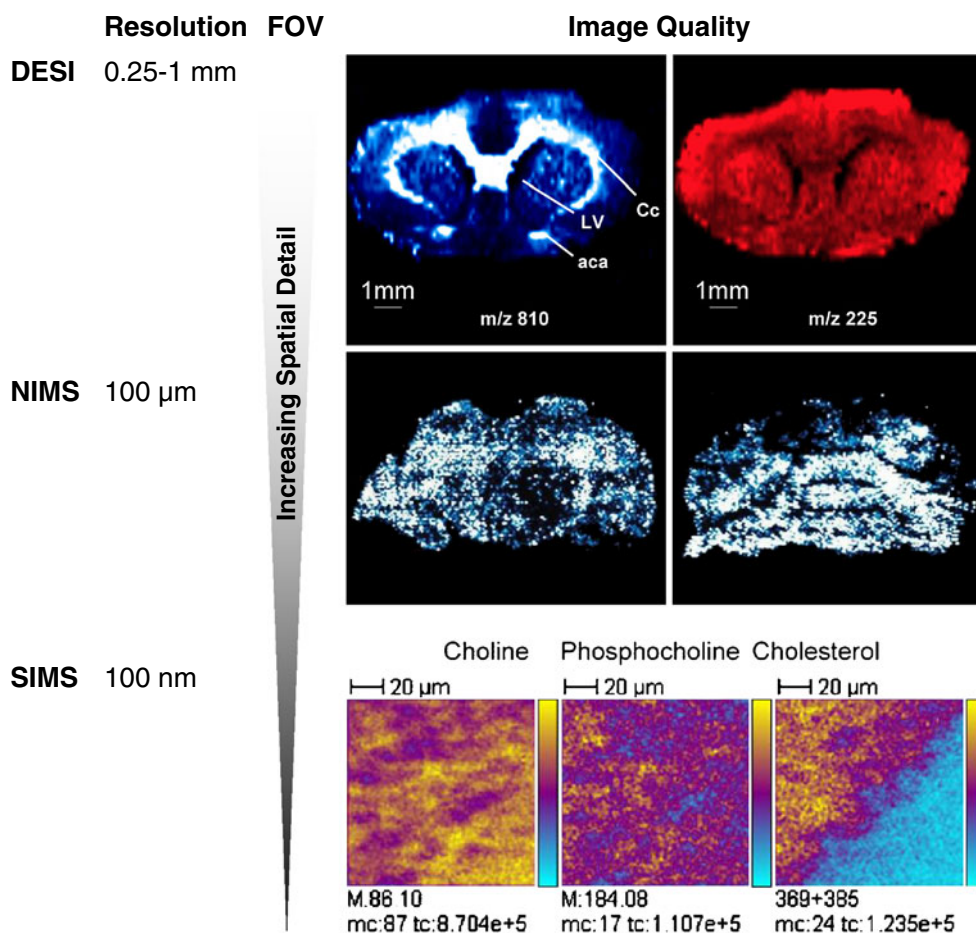 Resolution FOV Image Quality
DESI 0.25-1 mm
LV
Cc
aca
1mm
m/z 810
1mm
m/z 225
Increasing Spatial Detail
NIMS 100 µm
SIMS 100 nm
Choline Phosphocholine Cholesterol
20 µm 20 µm 20 µm
M.86 10 M:184.08 369+385
mc:87 tc:8.704e+5 mc:17 tc:1.107e+5 mc:24 tc:1.235e+5